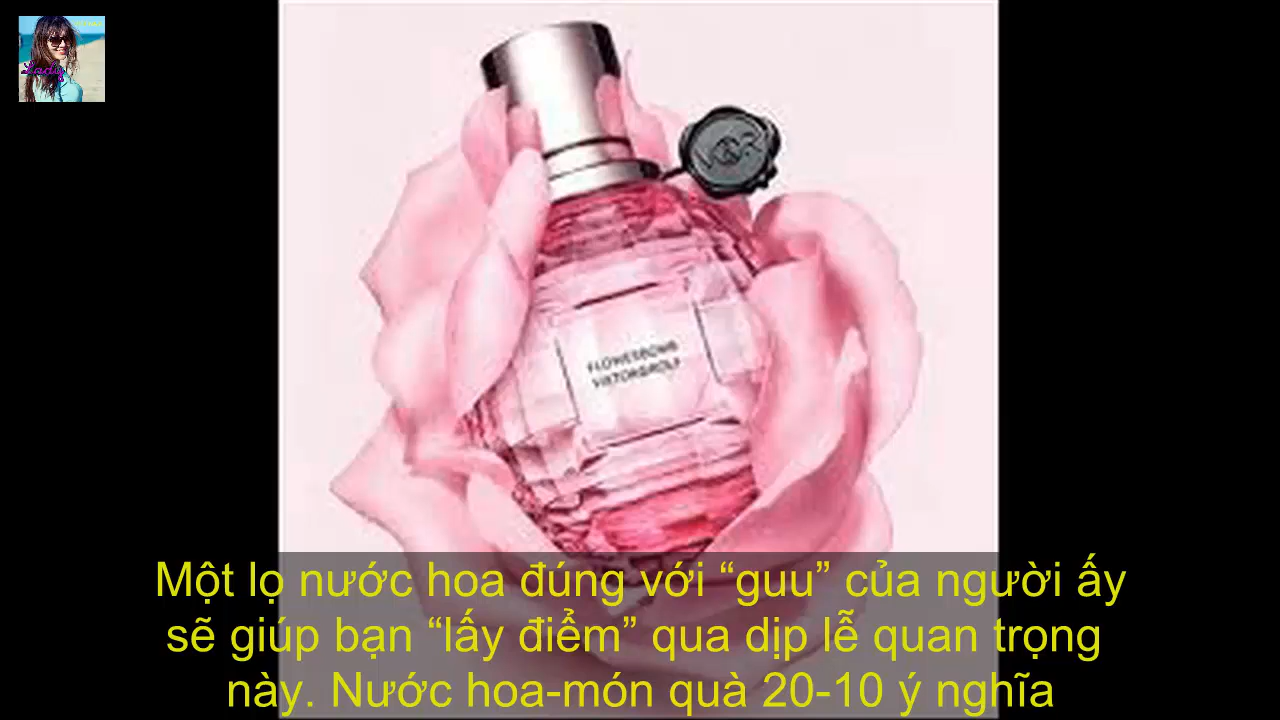 Lady
FLOWERBOMB
VIKTOR&ROLF
Một lọ nước hoa đúng với “guu” của người ấy
sẽ giúp bạn “lấy điểm” qua dịp lễ quan trọng
này. Nước hoa-món quà 20-10 ý nghĩa